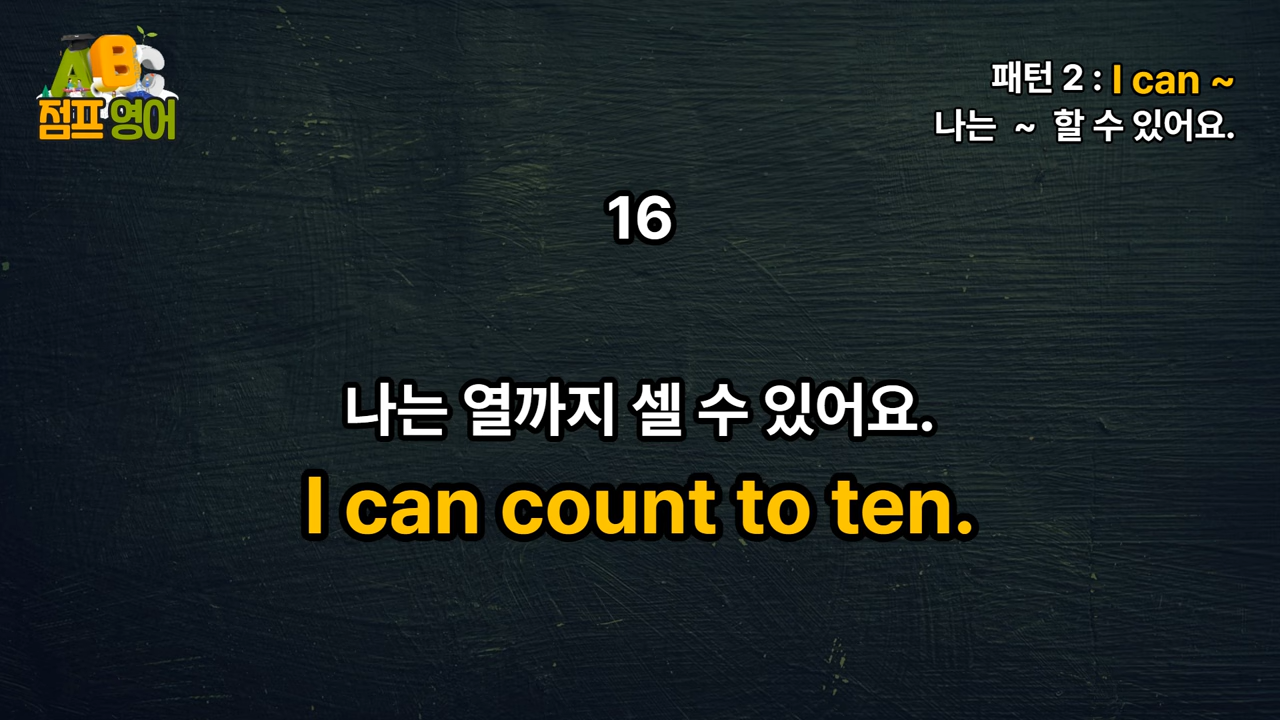 ABC
점프 영어
패턴 2 : I can ~
나는 ~ 할 수 있어요.
16
나는 열까지 셀 수 있어요.
I can count to ten.